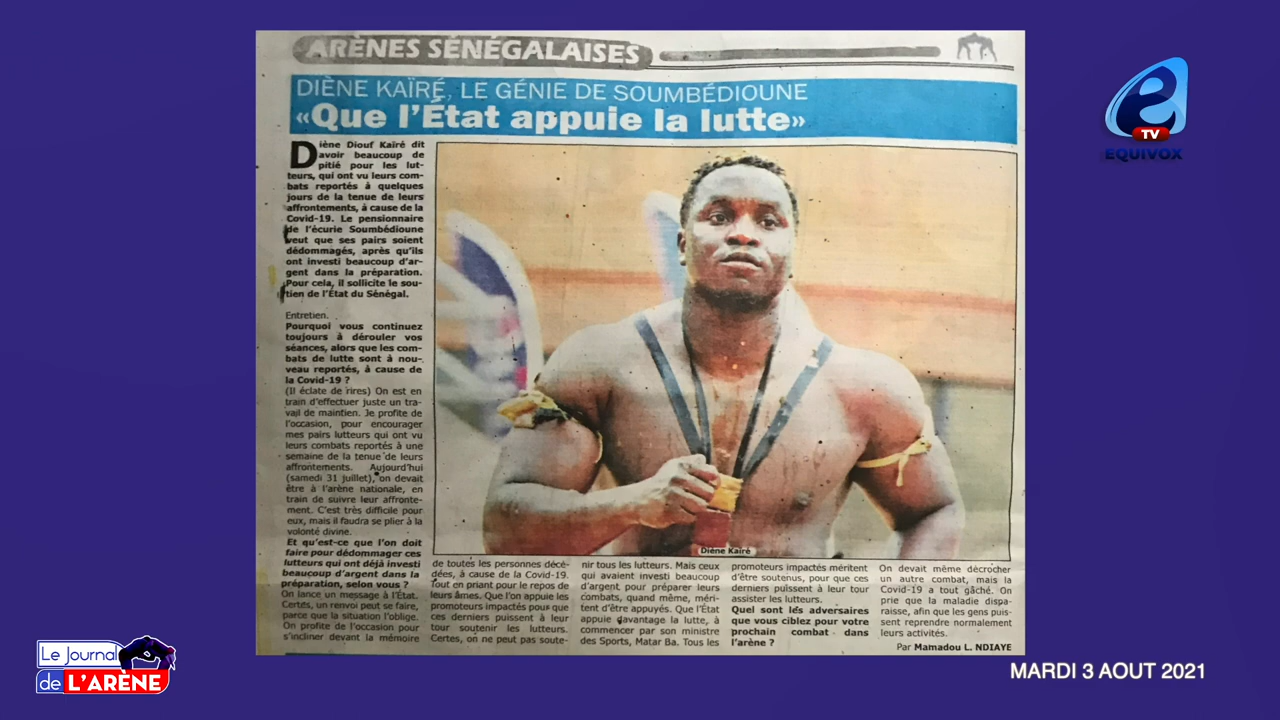 ARÈNES SÉNÉGALAISES
DIÈNE KAÏRÉ, LE GÉNIE DE SOUMBÉDIOUNE
«Que l'État appuie la lutte»
Diène Diouf Kaïré dit
avoir beaucoup de
pitié pour les lut-
teurs, qui ont vu leurs com-
bats reportés à quelques
jours de la tenue de leurs
affrontements, à cause de la
Covid-19. Le pensionnaire
de l'écurie Soumbédioune
veut que ses pairs soient
dédommagés, après qu'ils
ont investi beaucoup d'ar-
gent dans la préparation.
Pour cela, il sollicite le sou-
tien de l'État du Sénégal.
Entretien.
Pourquoi vous continuez
toujours à dérouler vos
séances, alors que les com-
bats de lutte sont à nou-
veau reportés, à cause de
la Covid-19 ?
(Il éclate de rires) On est en
train d'effectuer juste un tra-
vail de maintien. Je profite de
l'occasion, pour encourager
mes pairs lutteurs qui ont vu
leurs combats reportés à une
semaine de la tenue de leurs
affrontements. Aujourd'hui
(samedi 31 juillet), on devait
être à l'arène nationale, en
train de suivre leur affronte-
ment. C'est très difficile pour
eux, mais il faudra se plier à la
volonté divine.
Et qu'est-ce que l'on doit
faire pour dédommager ces
lutteurs qui ont déjà investi
beaucoup d'argent dans la
préparation, selon vous ?
On lance un message à l'État.
Certes, un renvoi peut se faire,
parce que la situation l'oblige.
On profite de l'occasion pour
s'incliner devant la mémoire
Diène Kaïré
de toutes les personnes décé-
dées, à cause de la Covid-19.
Tout en priant pour le repos de
leurs âmes. Que l'on appuie les
promoteurs impactés pour que
ces derniers puissent à leur
tour soutenir les lutteurs.
Certes, on ne peut pas soute-
nir tous les lutteurs. Mais ceux
qui avaient investi beaucoup
d'argent pour préparer leurs
combats, quand même, méri-
tent d'être appuyés. Que l'État
appuie davantage la lutte, à
commencer par son ministre
des Sports, Matar Ba. Tous les
promoteurs impactés méritent
d'être soutenus, pour que ces
derniers puissent à leur tour
assister les lutteurs.
Quel sont les adversaires
que vous ciblez pour votre
prochain combat dans
l'arène ?
On devait même décrocher
un autre combat, mais la
Covid-19 a tout gâché. On
prie que la maladie dispa-
raisse, afin que les gens puis-
sent reprendre normalement
leurs activités.
Par Mamadou L. NDIAYE
e TV
EQUIVOX
Le Journal
de L'ARÈNE
MARDI 3 AOUT 2021